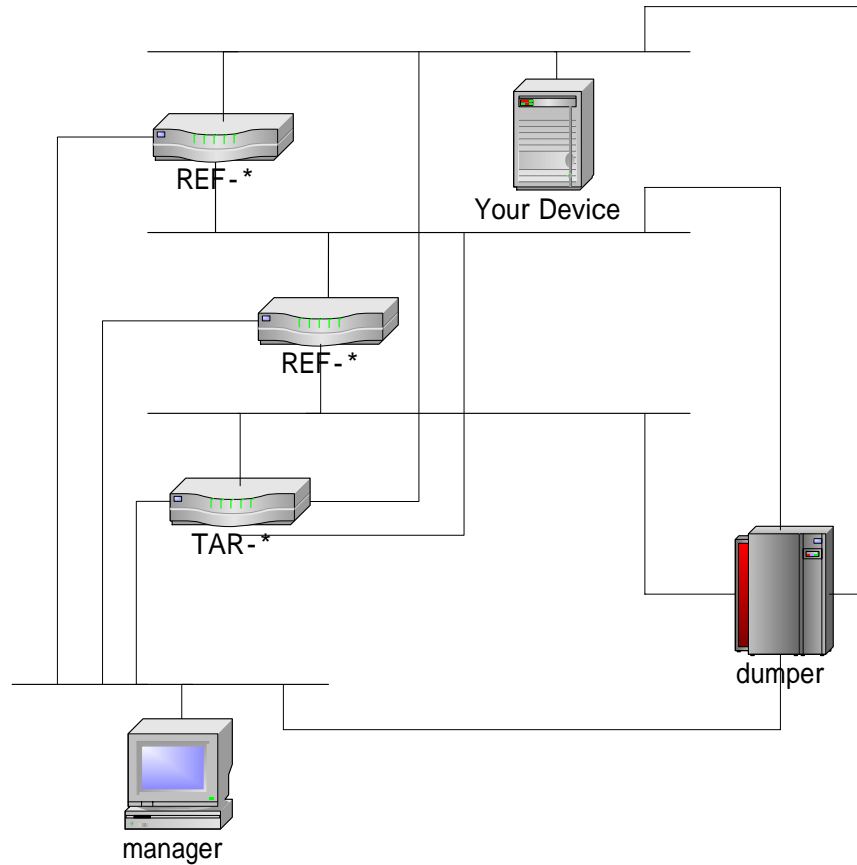 REF-*
Your Device
REF-*
TAR-*
dumper
manager